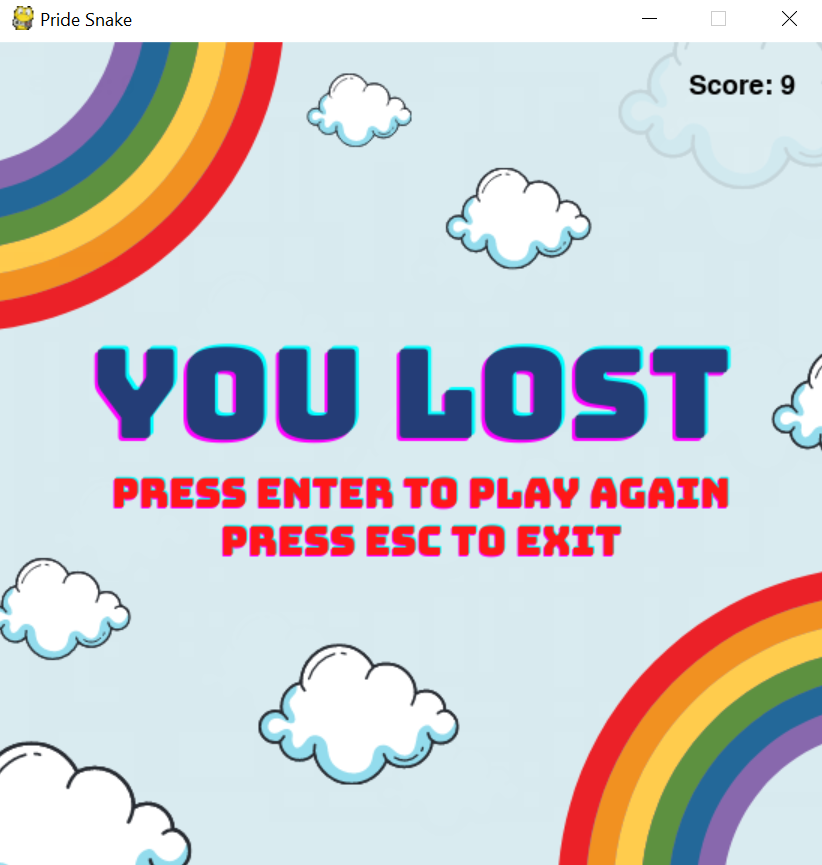 Pride Snake
Score: 9
YOU LOST
PRESS ENTER TO PLAY AGAIN
PRESS ESC TO EXIT